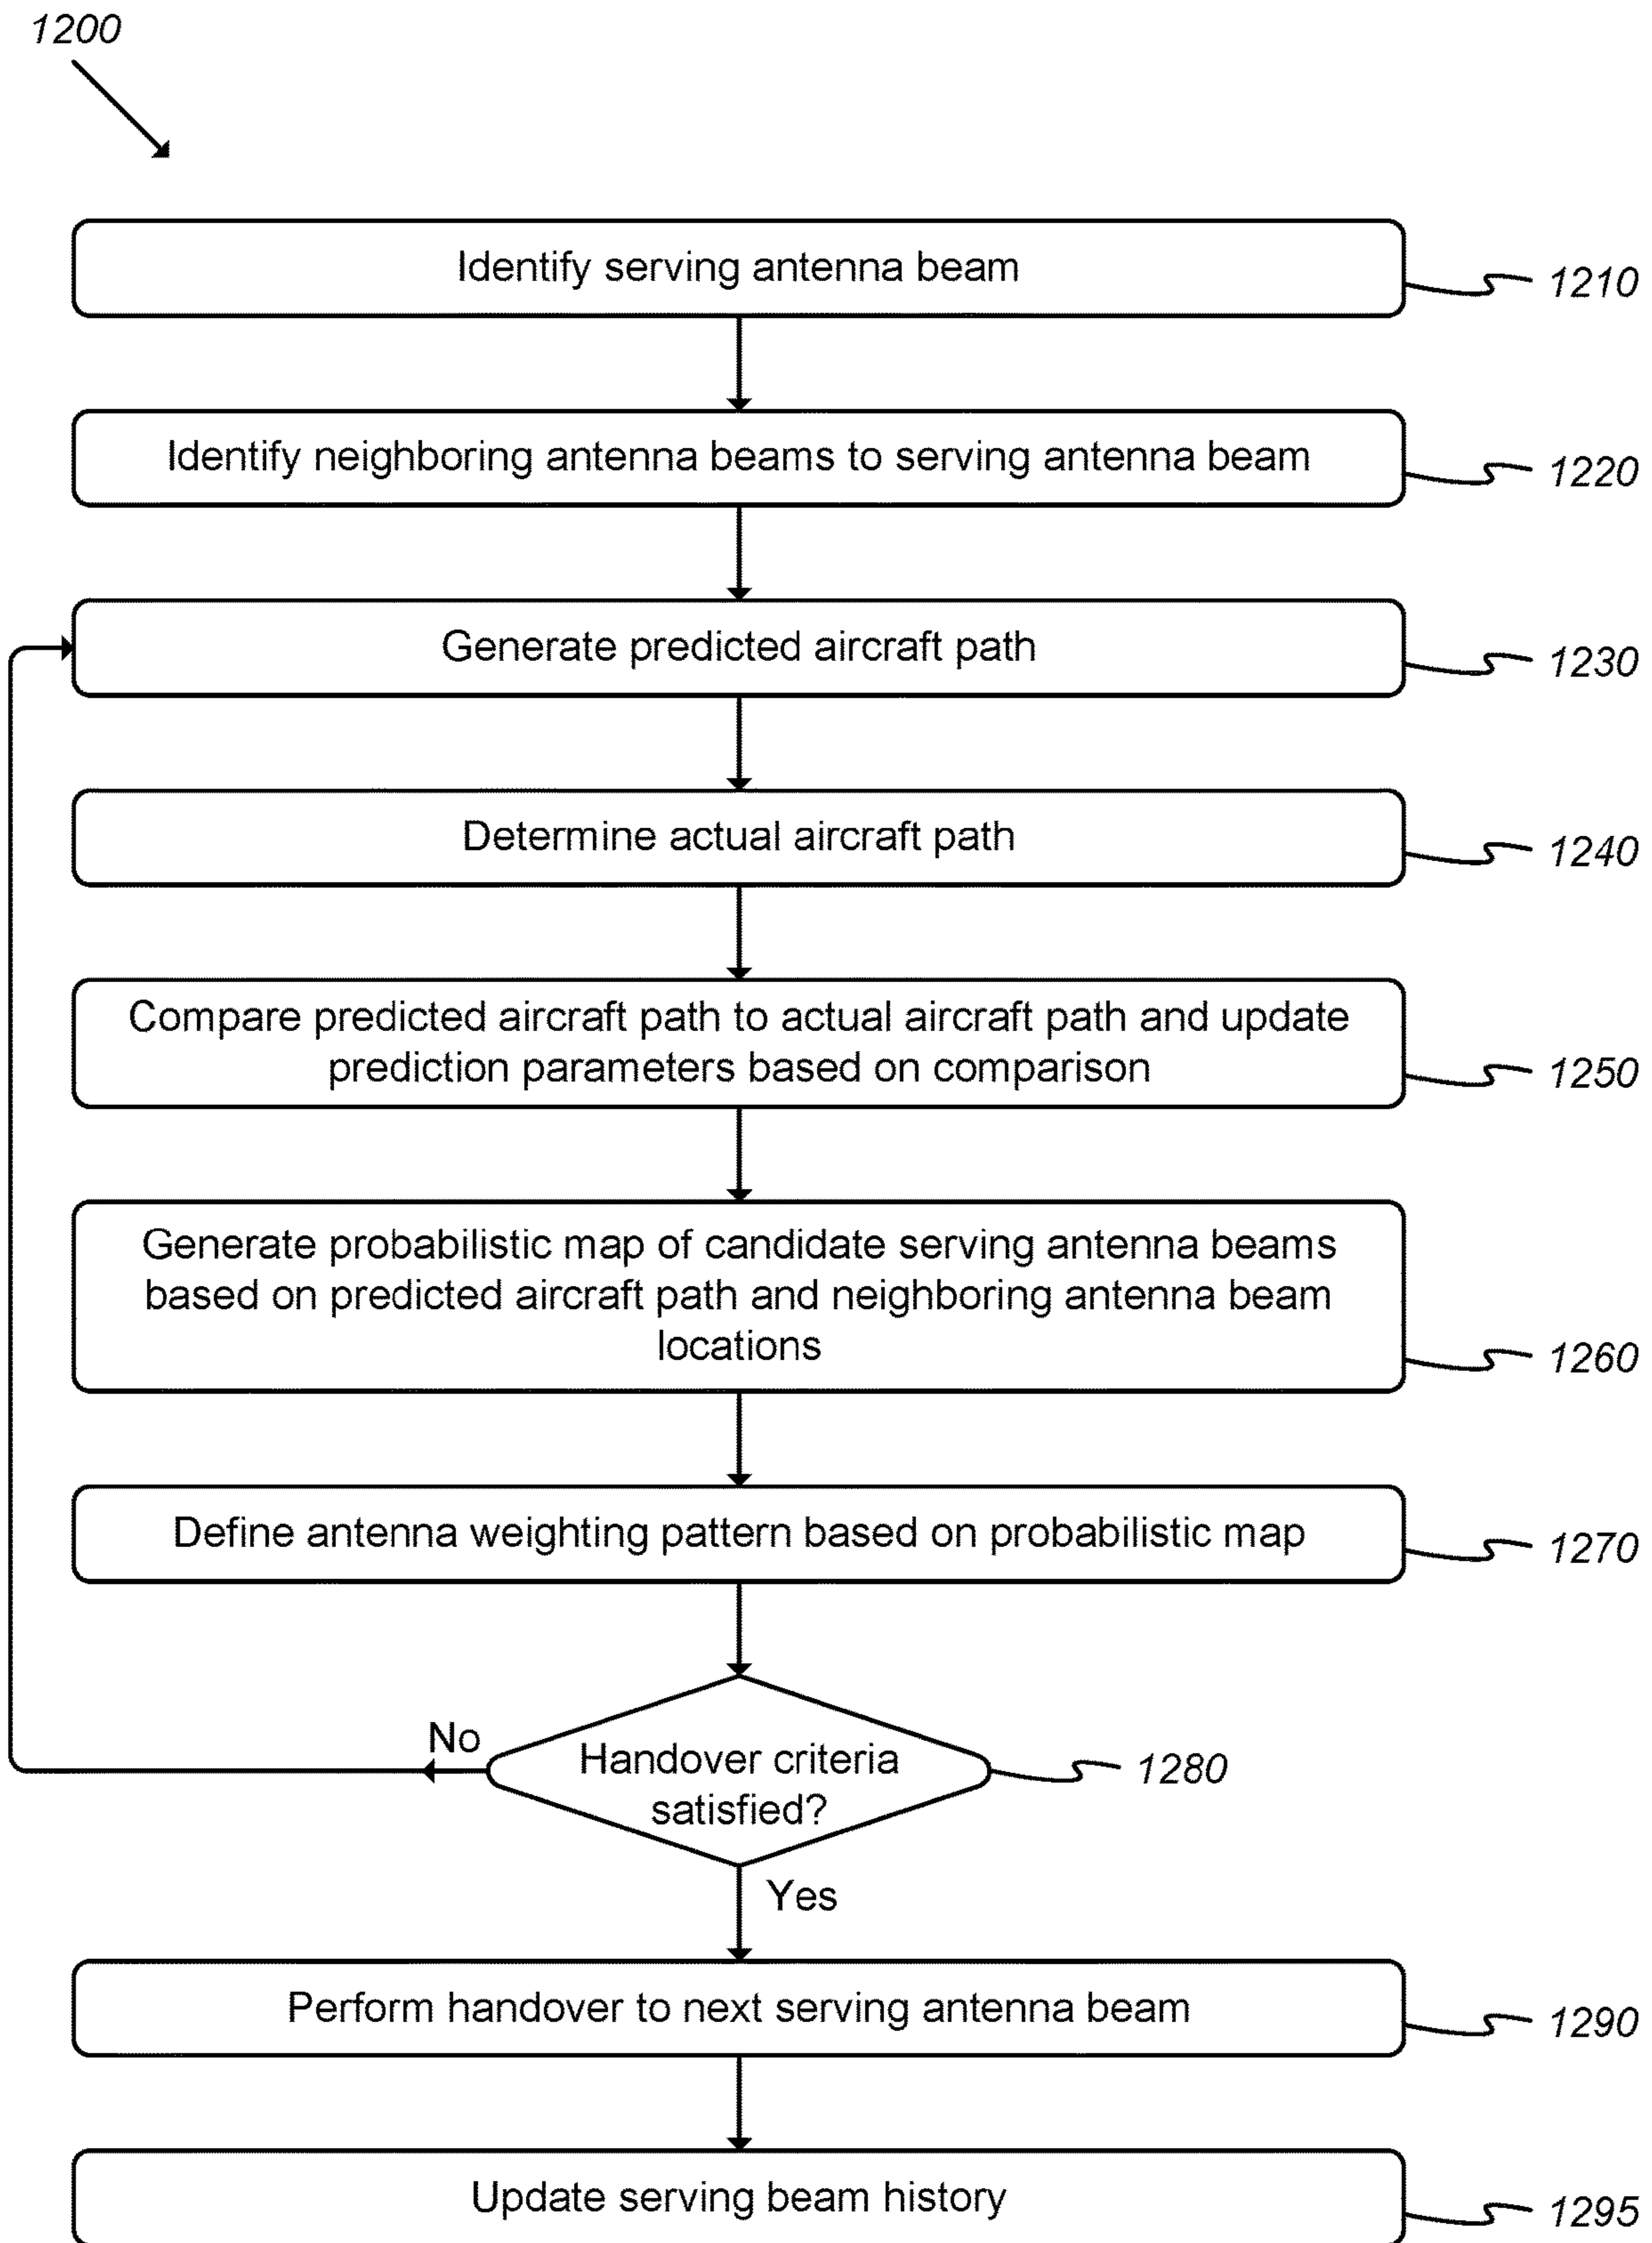 1200
Identify serving antenna beam
1210
Identify neighboring antenna beams to serving antenna beam
1220
Generate predicted aircraft path
1230
Determine actual aircraft path
1240
Compare predicted aircraft path to actual aircraft path and update
prediction parameters based on comparison
1250
Generate probabilistic map of candidate serving antenna beams
based on predicted aircraft path and neighboring antenna beam
locations
1260
Define antenna weighting pattern based on probabilistic map
1270
No
Handover criteria
satisfied?
1280
Yes
Perform handover to next serving antenna beam
1290
Update serving beam history
1295